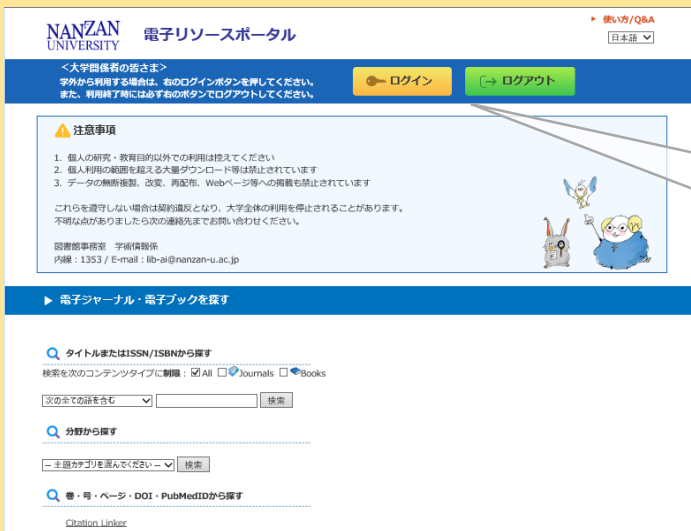 NANZAN
UNIVERSITY
電子リソースポータル
使い方/Q&A
日本語
<大学関係者の皆さま>
学外から利用する場合は、右のログインボタンを押してください。
また、利用終了時には必ず右のボタンでログアウトしてください。
ログイン
ログアウト
注意事項
1. 個人の研究・教育目的以外での利用は控えてください
2. 個人利用の範囲を超える大量ダウンロード等は禁止されています
3. データの無断複製、改変、再配布、Webページ等への掲載も禁止されています
これらを遵守しない場合は契約違反となり、大学全体の利用を停止されることがあります。
不明な点がありましたら次の連絡先までお問い合わせください。
図書館事務室 学術情報係
内線：1353 / E-mail : lib-ai@nanzan-u.ac.jp
電子ジャーナル・電子ブックを探す
タイトルまたはISSN/ISBNから探す
検索を次のコンテンツタイプに制限： All Journals Books
次の全ての語を含む 検索
分野から探す
-- 主題カテゴリを選んでください -- 検索
巻・号・ページ・DOI・PubMedIDから探す
Citation Linker